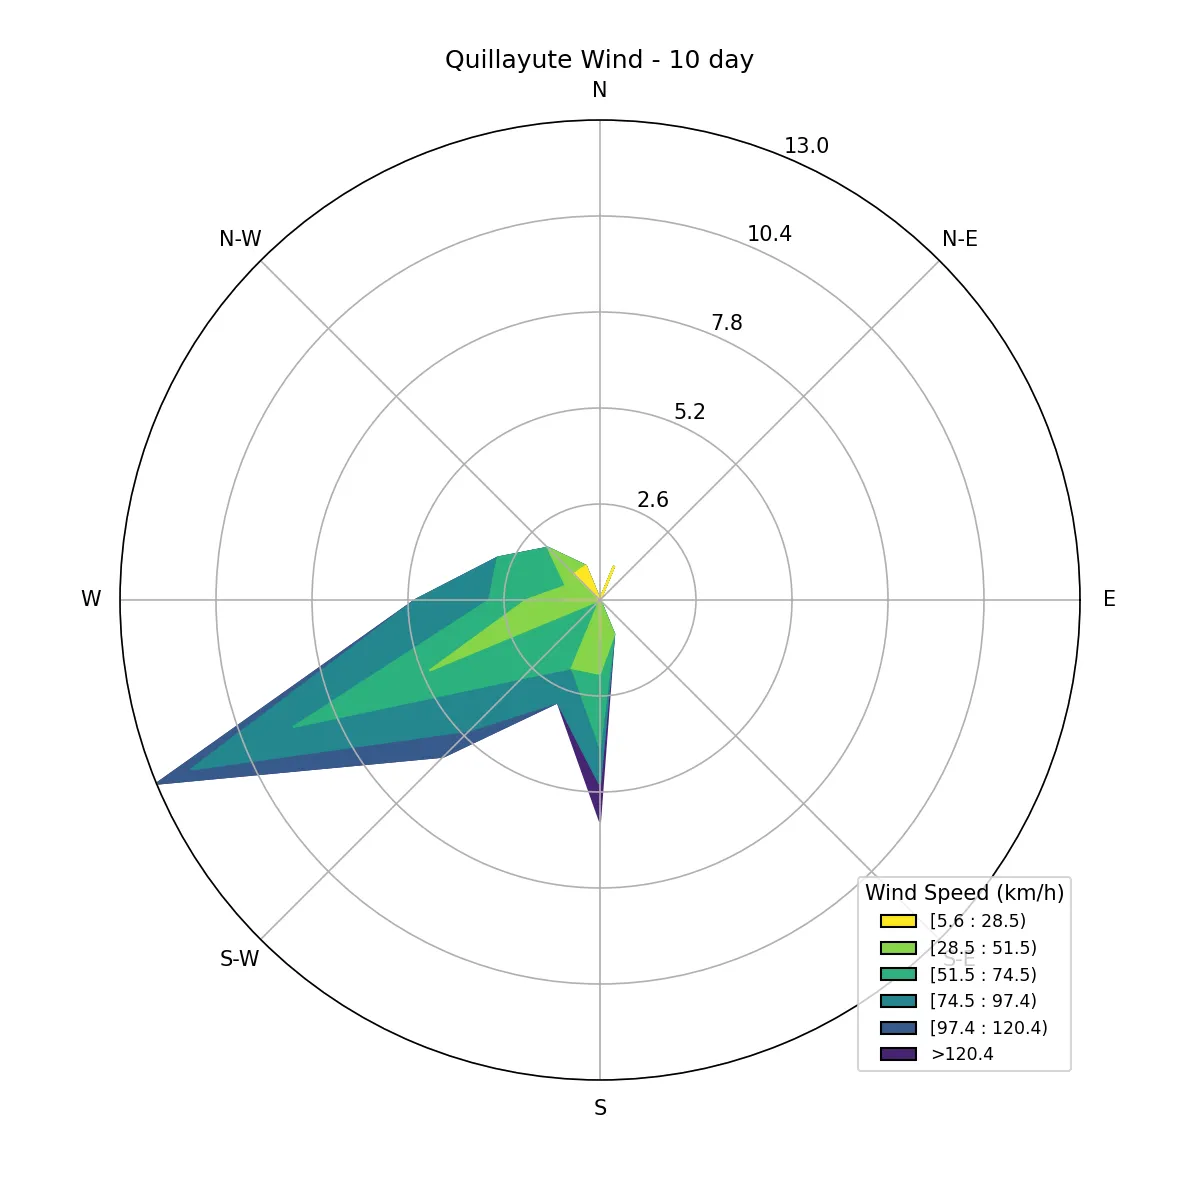 Quillayute Wind - 10 day
N
13.0
N-W
10.4
N-E
7.8
5.2
2.6
W
E
S-W
S-E
S
Wind Speed (km/h)
[5.6 : 28.5)
[28.5 : 51.5)
[51.5 : 74.5)
[74.5 : 97.4)
[97.4 : 120.4)
>120.4